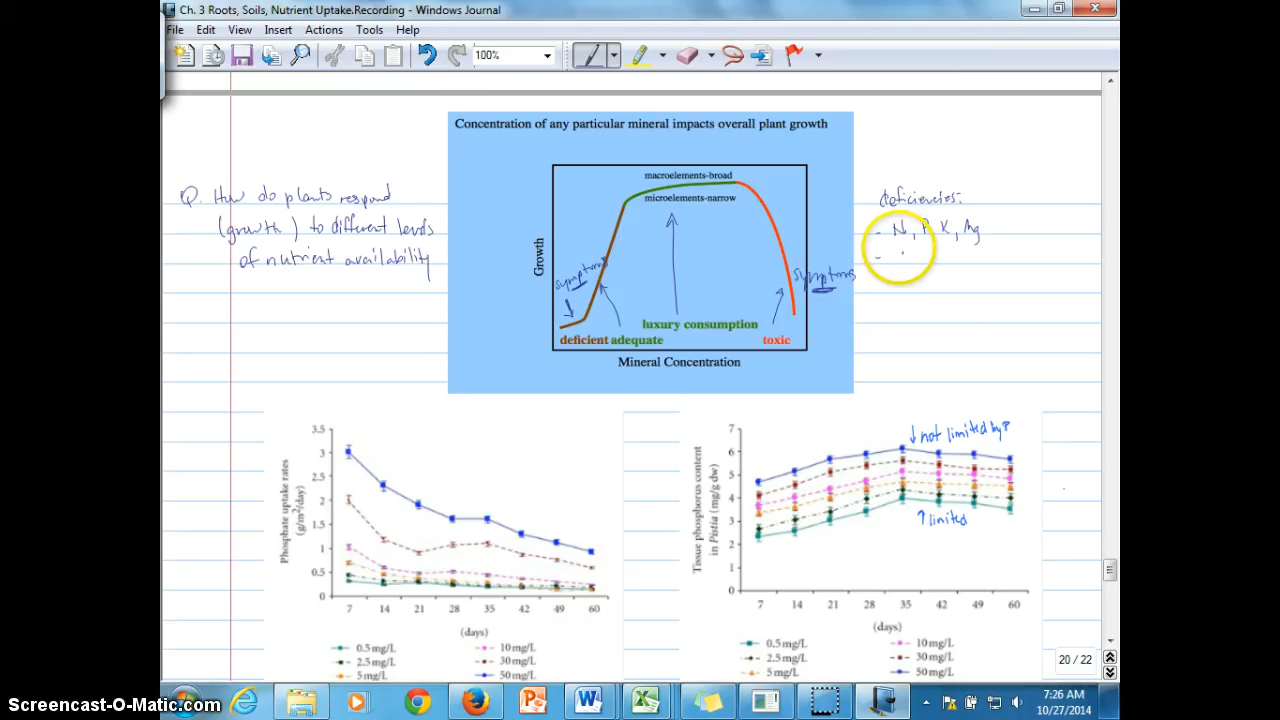 Ch. 3 Roots, Soils, Nutrient Uptake.Recording - Windows Journal
File Edit View Insert Actions Tools Help
100%
Concentration of any particular mineral impacts overall plant growth
macroelements-broad
microelements-narrow
Growth
symptoms
symptoms
luxury consumption
deficient adequate
toxic
Mineral Concentration
Q. How do plants respond
(growth) to different levels
of nutrient availability
deficiencies:
- N, P, K, Mg
-
3.5
3
2.5
2
1.5
1
0.5
0
Phosphate uptake rates
(g/m²/day)
7 14 21 28 35 42 49 60
(days)
0.5 mg/L 10 mg/L
2.5 mg/L 30 mg/L
5 mg/L 50 mg/L
7
6
5
4
3
2
1
0
Tissue phosphorus content
in Pistia (mg/g dw)
↓ not limited by P
↑ limited
7 14 21 28 35 42 49 60
(days)
0.5 mg/L 10 mg/L
2.5 mg/L 30 mg/L
5 mg/L 50 mg/L
20 / 22
7:26 AM
10/27/2014
Screencast-O-Matic.com